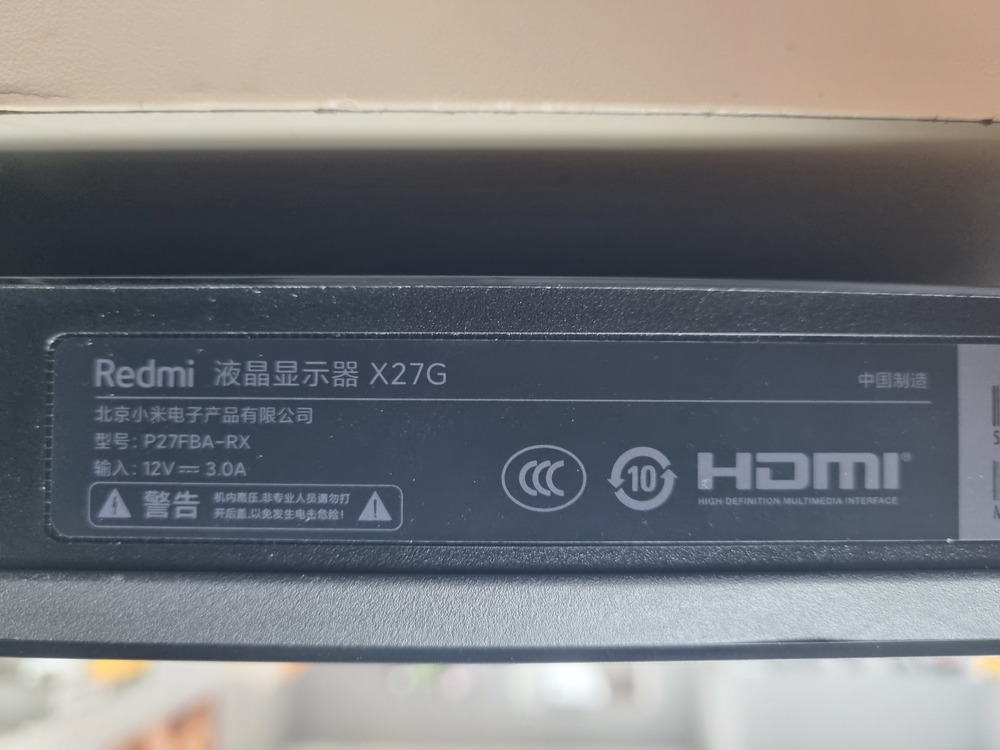 Redmi 液晶显示器 X27G
中国制造
北京小米电子产品有限公司
型号: P27FBA-RX
输入: 12V⎓3.0A
警告
机内高压,非专业人员请勿打
开后盖,以免发生电击危险!
CCC
10
HDMI®
HIGH-DEFINITION MULTIMEDIA INTERFACE